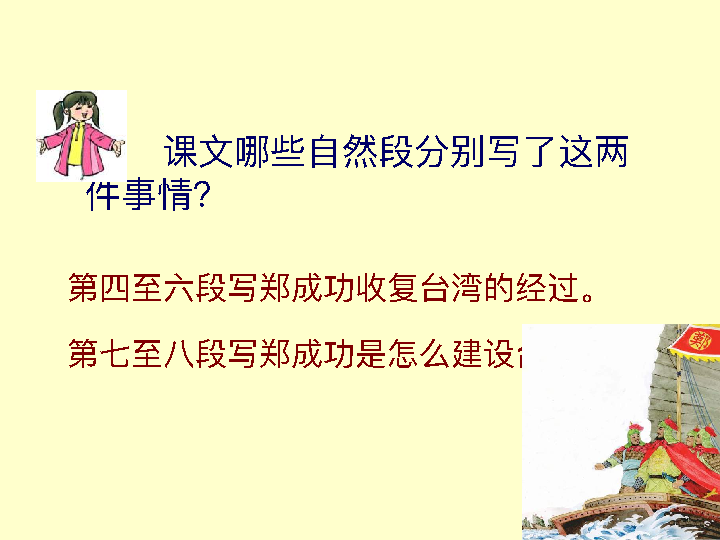 课文哪些自然段分别写了这两
件事情?
第四至六段写郑成功收复台湾的经过。
第七至八段写郑成功是怎么建设
郑